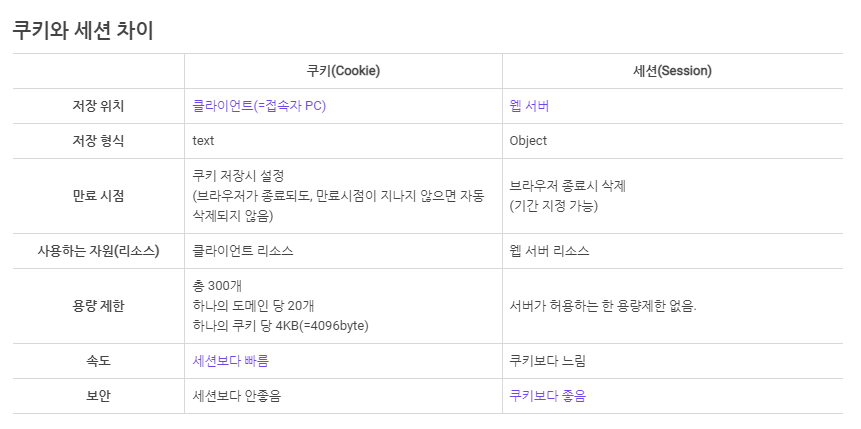 쿠키와 세션 차이
쿠키(Cookie) 세션(Session)
저장 위치 클라이언트(=접속자 PC) 웹 서버
저장 형식 text Object
만료 시점 쿠키 저장시 설정
(브라우저가 종료되도, 만료시점이 지나지 않으면 자동
삭제되지 않음) 브라우저 종료시 삭제
(기간 지정 가능)
사용하는 자원(리소스) 클라이언트 리소스 웹 서버 리소스
용량 제한 총 300개
하나의 도메인 당 20개
하나의 쿠키 당 4KB(=4096byte) 서버가 허용하는 한 용량제한 없음.
속도 세션보다 빠름 쿠키보다 느림
보안 세션보다 안좋음 쿠키보다 좋음